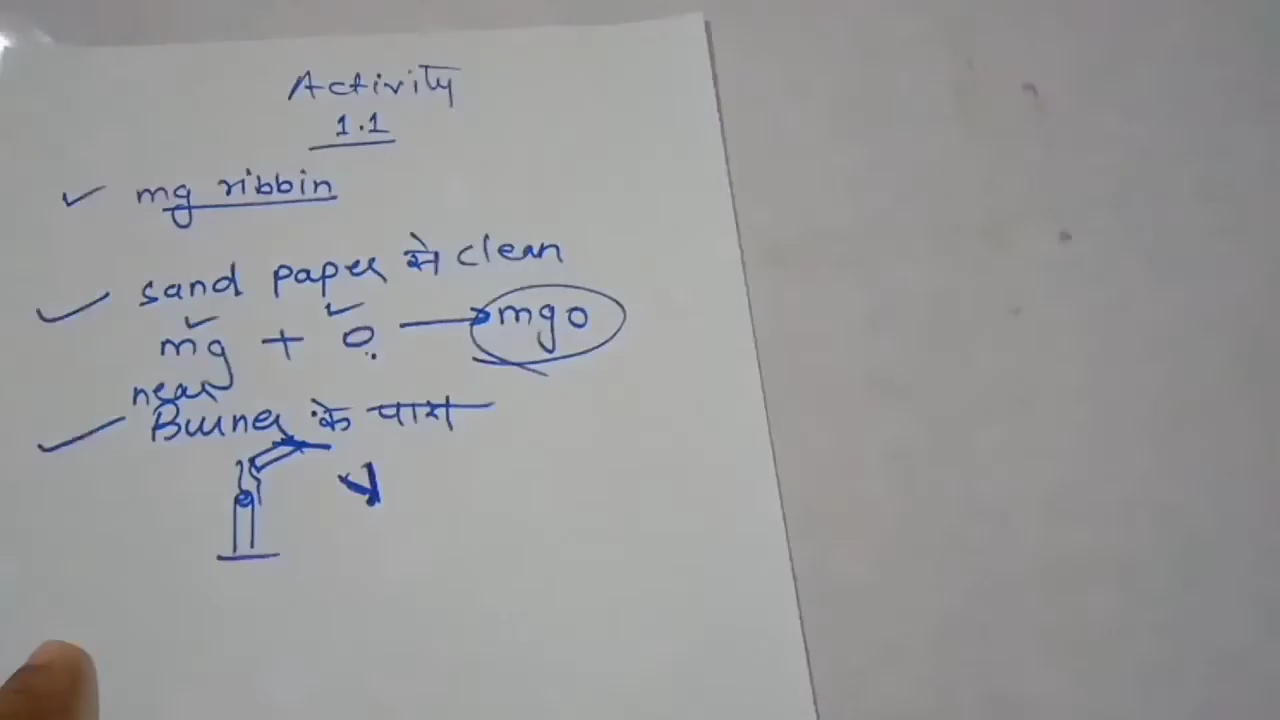 Activity
1.1
mg ribbin
sand paper से clean
mg + O → mgo
near
Burner के पास